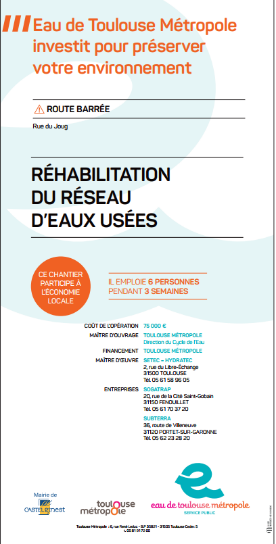 Eau de Toulouse Métropole
investit pour préserver
votre environnement
ROUTE BARRÉE
Rue du Joug
RÉHABILITATION
DU RÉSEAU
D'EAUX USÉES
CE CHANTIER
PARTICIPE À
L'ÉCONOMIE
LOCALE
IL EMPLOIE 6 PERSONNES
PENDANT 3 SEMAINES
COÛT DE L'OPÉRATION 75 000 €
MAÎTRE D'OUVRAGE TOULOUSE MÉTROPOLE
Direction du Cycle de l'Eau
FINANCEMENT TOULOUSE MÉTROPOLE
MAÎTRE D'ŒUVRE SETEC - HYDRATEC
2, rue du Libre-Échange
31500 TOULOUSE
Tél. 05 61 58 96 05
ENTREPRISES SOGATRAP
20, rue de la Cité Saint-Gobain
31150 FENOUILLET
Tél. 05 61 70 37 20
SUBTERRA
36, route de Villeneuve
31120 PORTET-SUR-GARONNE
Tél. 05 62 23 28 20
Mairie de
CASTELGINEST
toulouse
métropole
eau de toulouse métropole
SERVICE PUBLIC